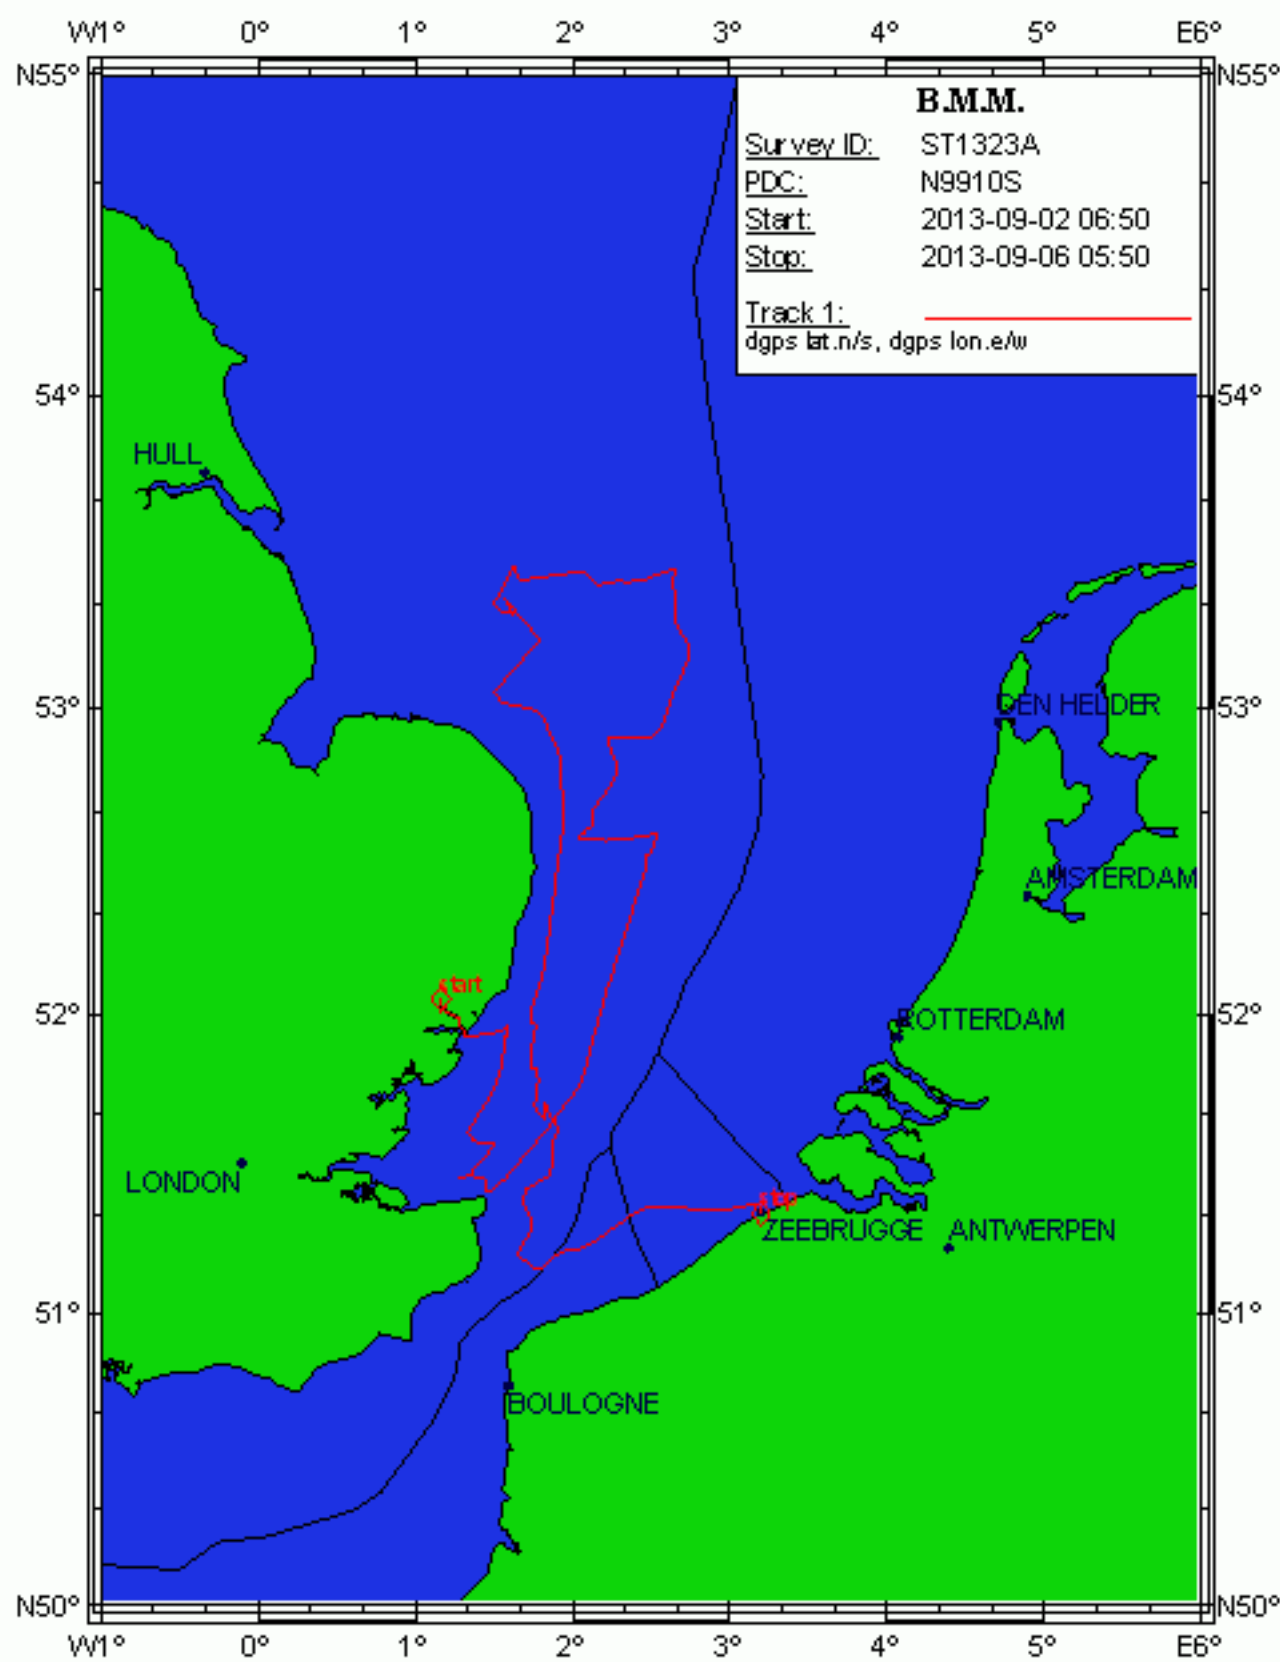 W1° 0° 1° 2° 3° 4° 5° E6°
N55° N55°
B.M.M.
Survey ID: ST1323A
PDC: N9910S
Start: 2013-09-02 06:50
Stop: 2013-09-06 05:50
Track 1:
dgps lat.n/s, dgps lon.e/w
54° 54°
HULL
53° 53°
DEN HELDER
AMSTERDAM
start
52° 52°
ROTTERDAM
LONDON
stop
ZEEBRUGGE ANTWERPEN
51° 51°
BOULOGNE
N50° N50°
W1° 0° 1° 2° 3° 4° 5° E6°